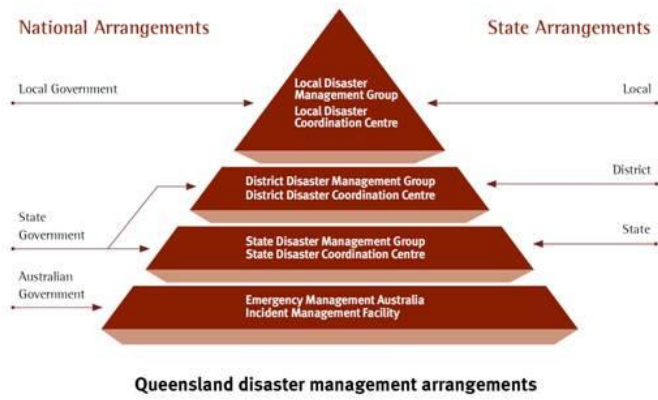 National Arrangements
State Arrangements
Local Government
Local Disaster
Management Group
Local Disaster
Coordination Centre
Local
District Disaster Management Group
District Disaster Coordination Centre
District
State
Government
State Disaster Management Group
State Disaster Coordination Centre
State
Australian
Government
Emergency Management Australia
Incident Management Facility
Queensland disaster management arrangements